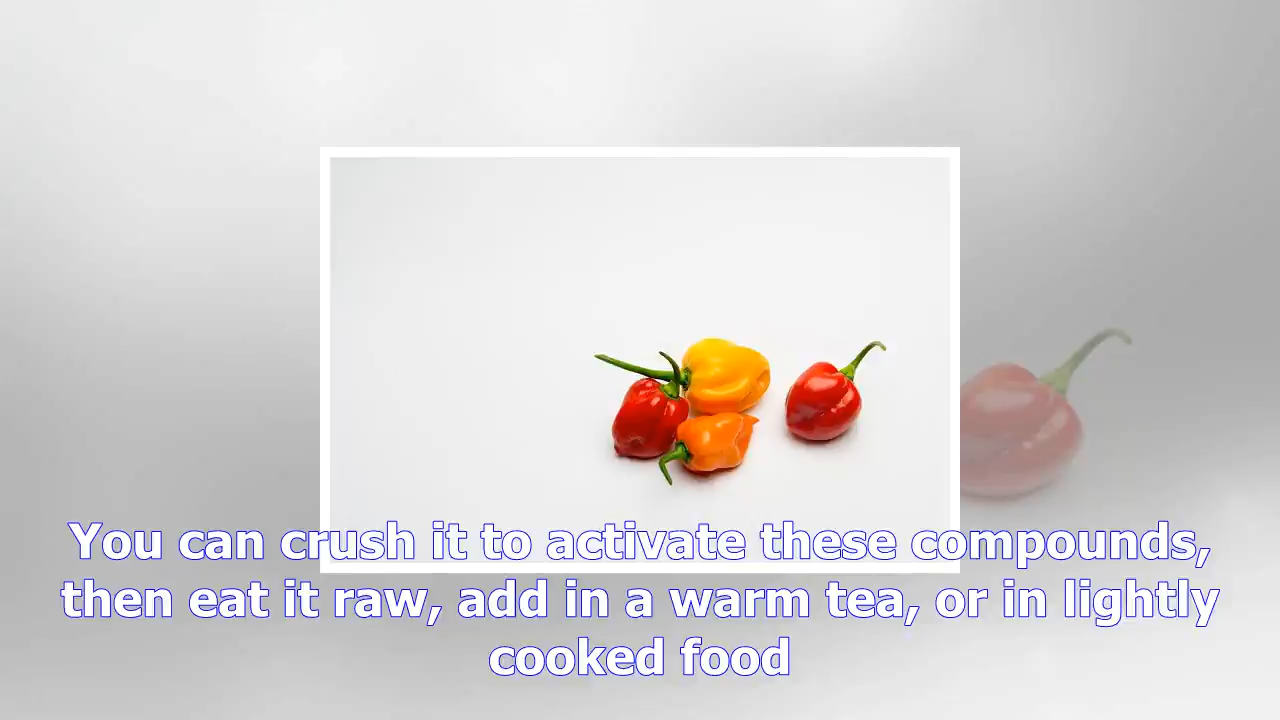 You can crush it to activate these compounds,
then eat it raw, add in a warm tea, or in lightly
cooked food